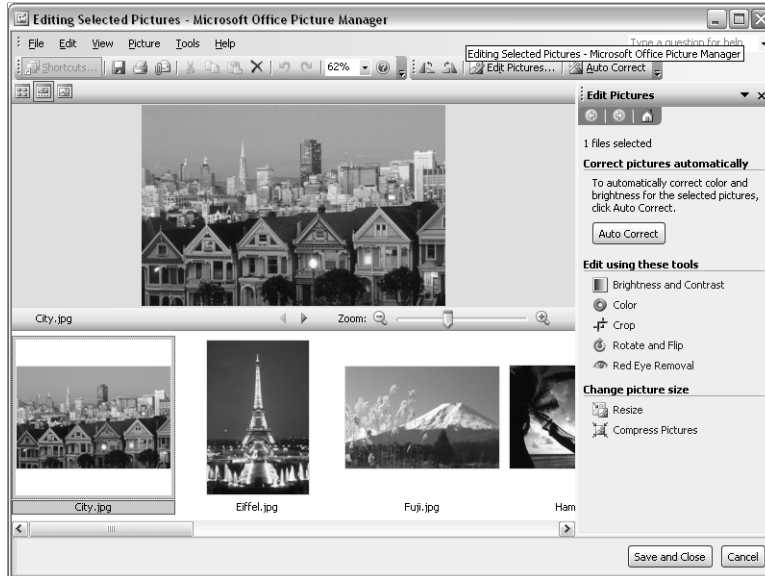 Editing Selected Pictures - Microsoft Office Picture Manager
File Edit View Picture Tools Help
Type a question for help
Editing Selected Pictures - Microsoft Office Picture Manager
Shortcuts... 62% Edit Pictures... Auto Correct
Edit Pictures
1 files selected
Correct pictures automatically
To automatically correct color and
brightness for the selected pictures,
click Auto Correct.
Auto Correct
Edit using these tools
Brightness and Contrast
Color
Crop
Rotate and Flip
Red Eye Removal
Change picture size
Resize
Compress Pictures
City.jpg Zoom:
City.jpg Eiffel.jpg Fuji.jpg Ham
Save and Close Cancel